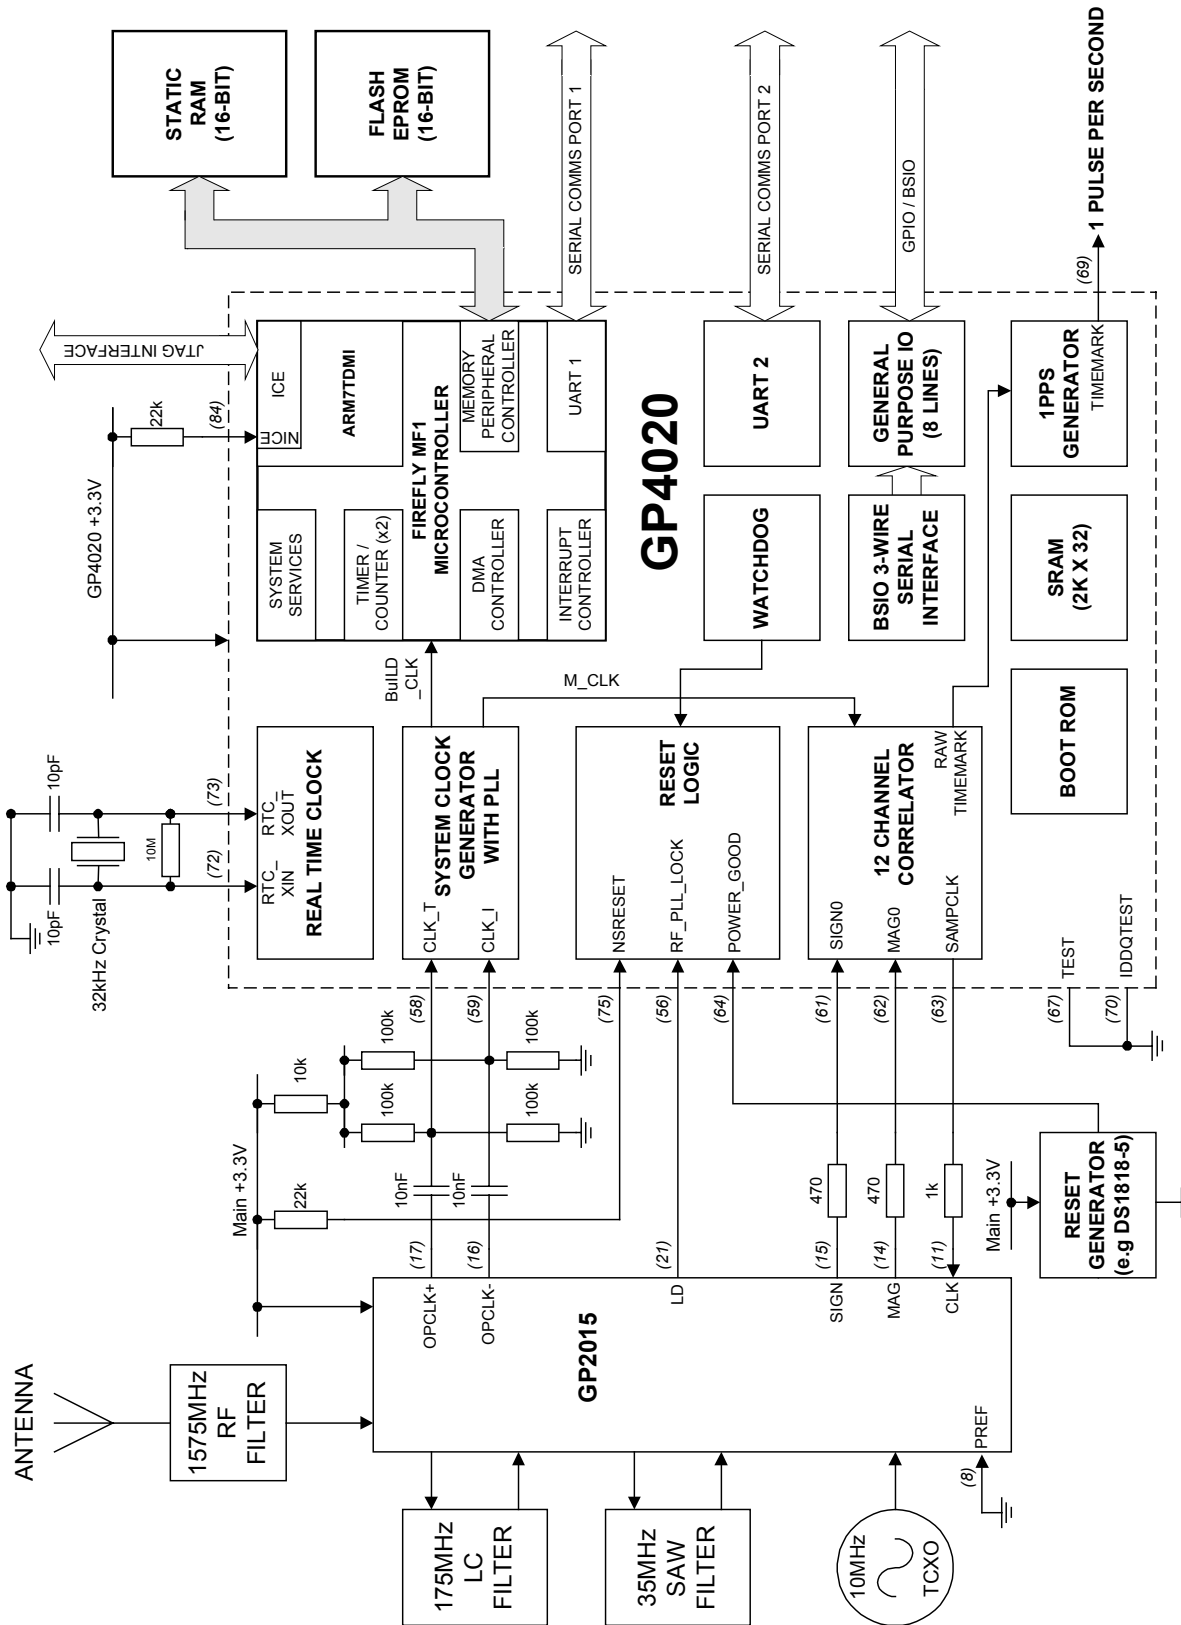 ANTENNA
1575MHz
RF
FILTER
175MHz
LC
FILTER
35MHz
SAW
FILTER
10MHz
TCXO
(8)
PREF
GP2015
Main +3.3V
OPCLK+
OPCLK-
LD
SIGN
MAG
CLK
(17)
(16)
(21)
(15)
(14)
(11)
22k
10nF
10nF
10k
100k
100k
100k
100k
470
470
1k
Main +3.3V
RESET
GENERATOR
(e.g DS1818-5)
(58)
(59)
(75)
(56)
(64)
(61)
(62)
(63)
(67)
(70)
TEST
IDDQTEST
10pF
10pF
32kHz Crystal
10M
(72)
(73)
RTC_
XIN
RTC_
XOUT
REAL TIME CLOCK
CLK_T
CLK_I
SYSTEM CLOCK
GENERATOR
WITH PLL
NSRESET
RF_PLL_LOCK
POWER_GOOD
RESET
LOGIC
SIGN0
MAG0
SAMPCLK
12 CHANNEL
CORRELATOR
RAW
TIMEMARK
BuILD
_CLK
M_CLK
BOOT ROM
SRAM
(2K X 32)
GP4020 +3.3V
22k
(84)
JTAG INTERFACE
SYSTEM
SERVICES
TIMER /
COUNTER (x2)
DMA
CONTROLLER
INTERRUPT
CONTROLLER
NICE
ICE
ARM7TDMI
FIREFLY MF1
MICROCONTROLLER
MEMORY
PERIPHERAL
CONTROLLER
UART 1
GP4020
WATCHDOG
UART 2
BSIO 3-WIRE
SERIAL
INTERFACE
GENERAL
PURPOSE IO
(8 LINES)
1PPS
GENERATOR
TIMEMARK
(69)
1 PULSE PER SECOND
STATIC
RAM
(16-BIT)
FLASH
EPROM
(16-BIT)
SERIAL COMMS PORT 1
SERIAL COMMS PORT 2
GPIO / BSIO